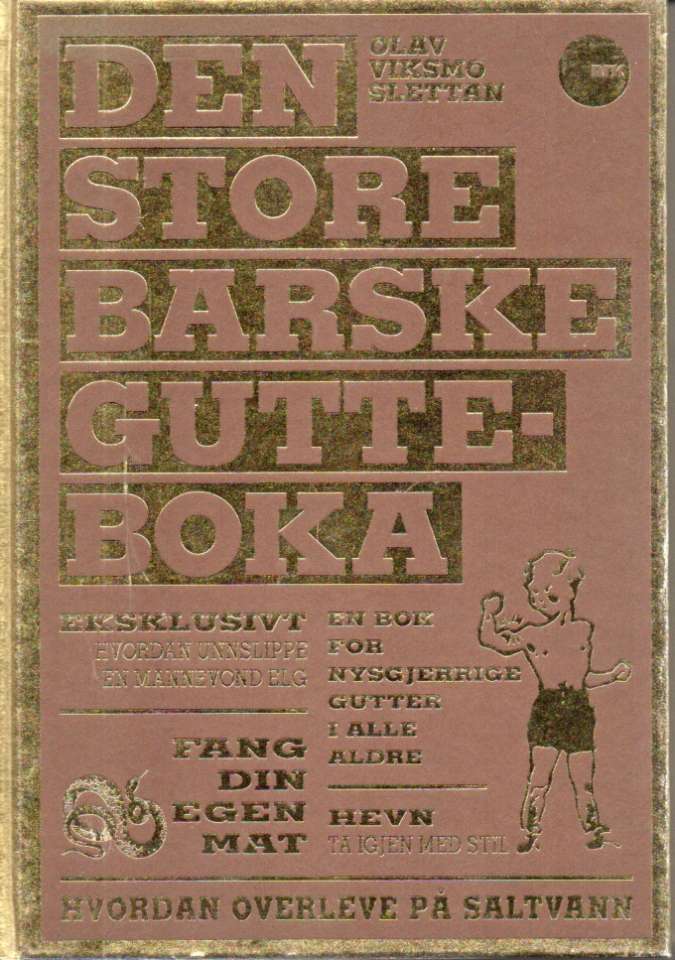 DEN
OLAV
VIKSMO
SLETTAN
NRK
STORE
BARSKE
GUTTE-
BOKA
EKSKLUSIVT
HVORDAN UNNSLIPPE
EN MANNEVOND ELG
FANG
DIN
EGEN
MAT
EN BOK
FOR
NYSGJERRIGE
GUTTER
I ALLE
ALDRE
HEVN
TA IGJEN MED STIL
HVORDAN OVERLEVE PÅ SALTVANN